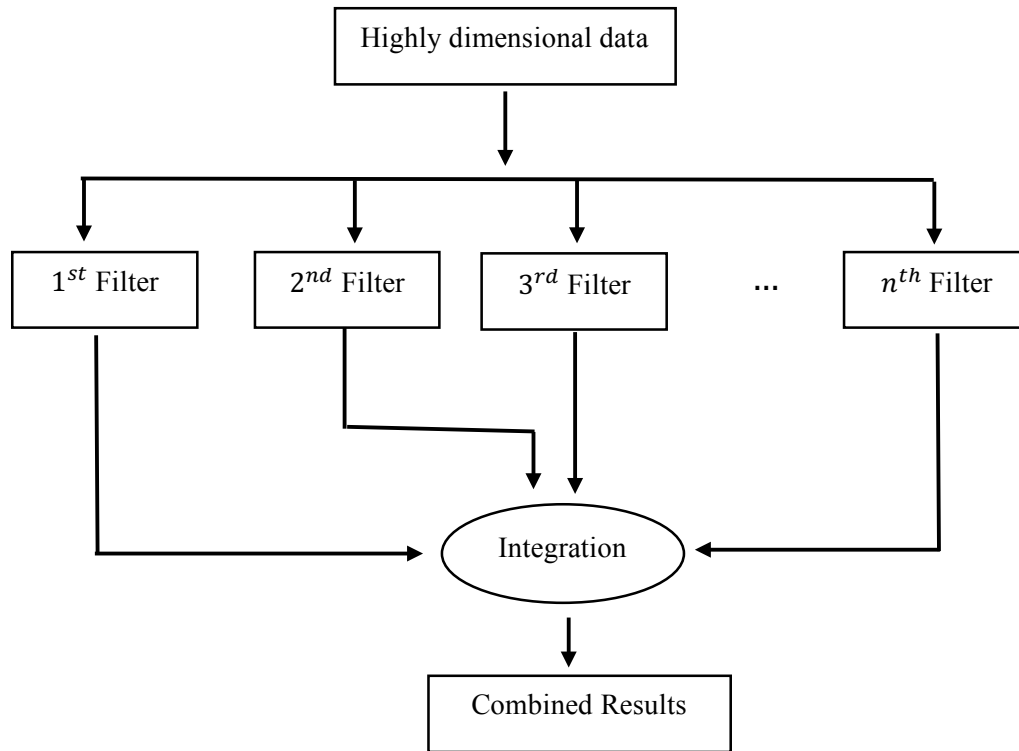 Highly dimensional data
1st Filter
2nd Filter
3rd Filter
...
nth Filter
Integration
Combined Results